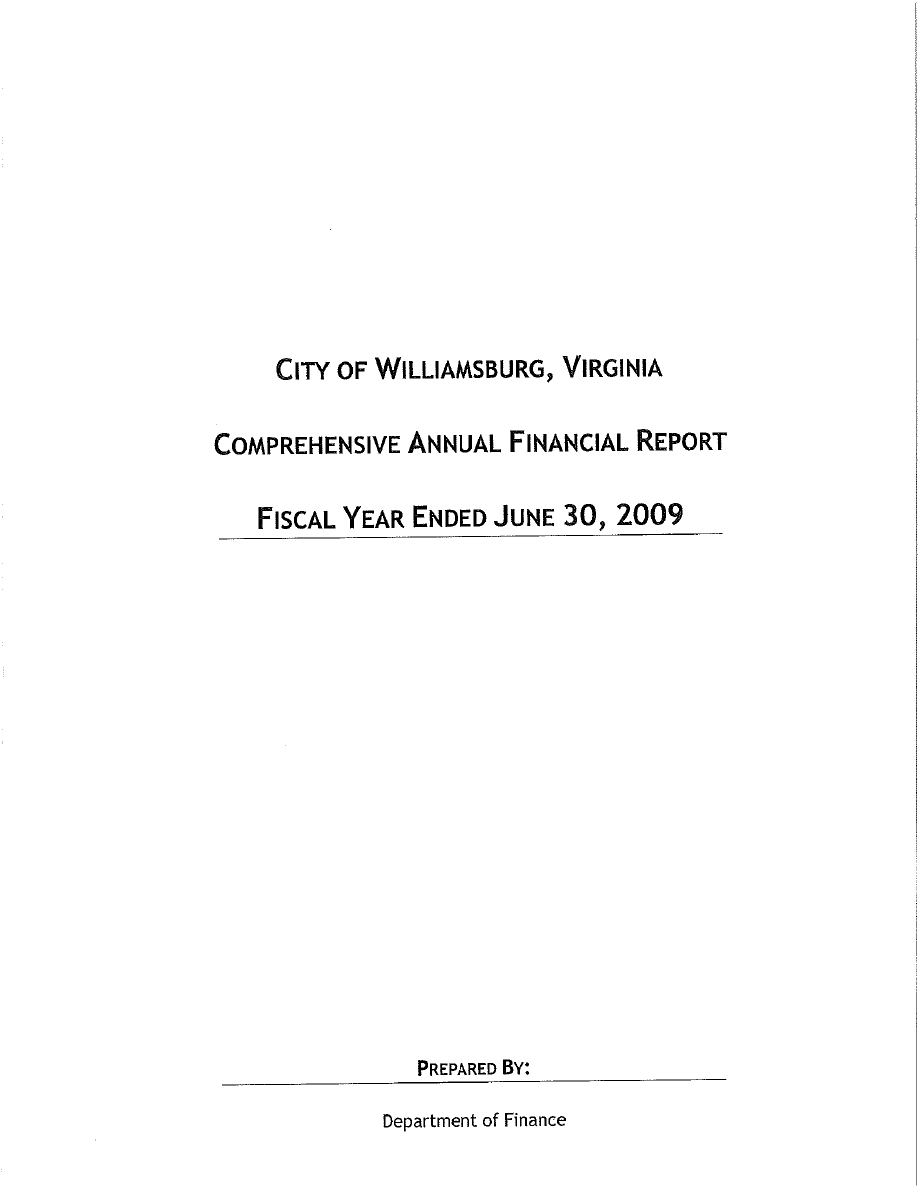 CITY OF WILLIAMSBURG, VIRGINIA
COMPREHENSIVE ANNUAL FINANCIAL REPORT
FISCAL YEAR ENDED JUNE 30, 2009
PREPARED BY:
Department of Finance